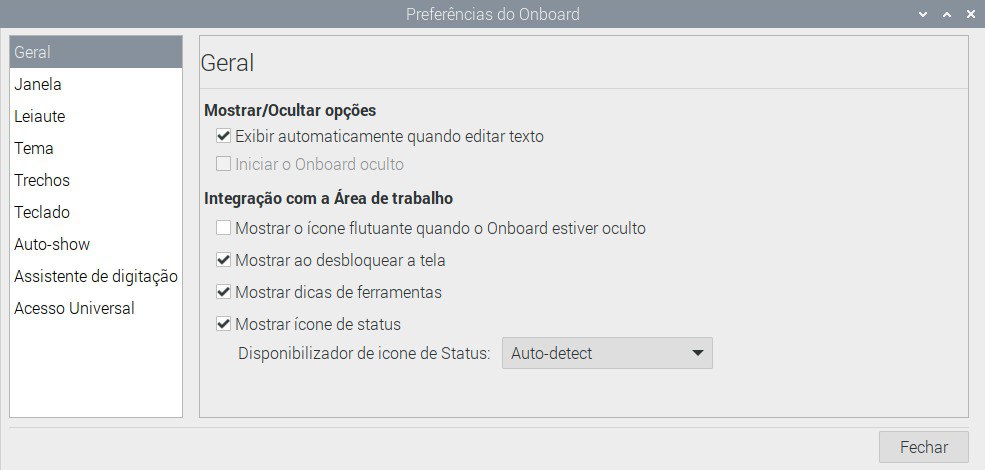 Preferências do Onboard
Geral
Janela
Leiaute
Tema
Trechos
Teclado
Auto-show
Assistente de digitação
Acesso Universal
Geral
Mostrar/Ocultar opções
Exibir automaticamente quando editar texto
Iniciar o Onboard oculto
Integração com a Área de trabalho
Mostrar o ícone flutuante quando o Onboard estiver oculto
Mostrar ao desbloquear a tela
Mostrar dicas de ferramentas
Mostrar ícone de status
Disponibilizador de icone de Status: Auto-detect
Fechar